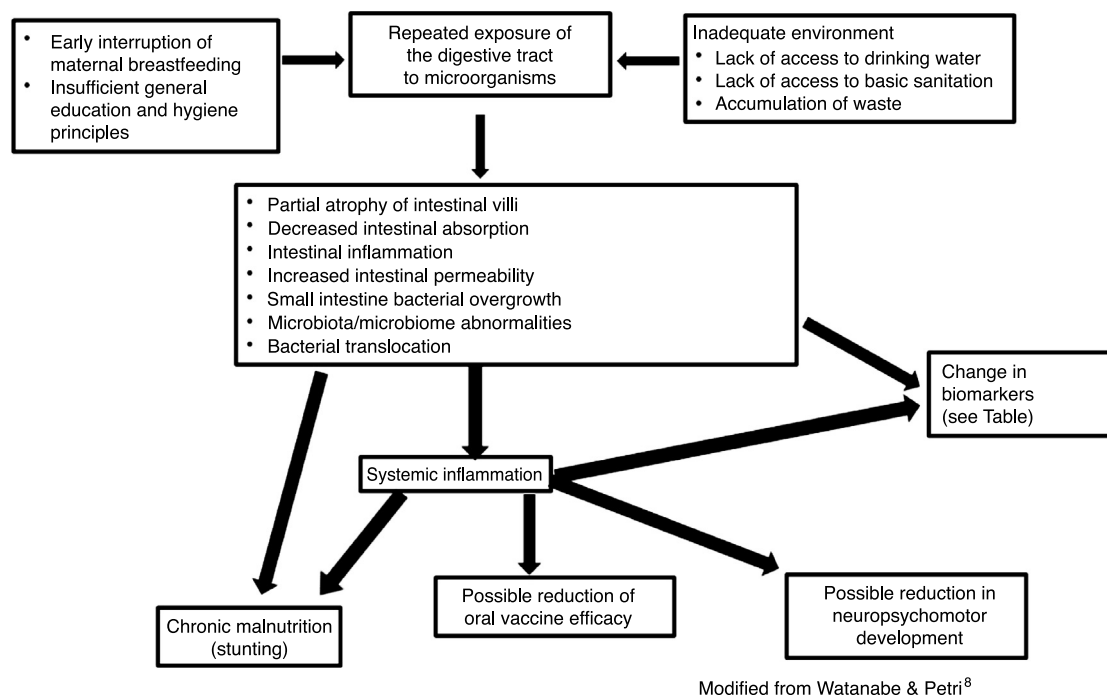 • Early interruption of
maternal breastfeeding
• Insufficient general
education and hygiene
principles
Repeated exposure of
the digestive tract
to microorganisms
Inadequate environment
• Lack of access to drinking water
• Lack of access to basic sanitation
• Accumulation of waste
• Partial atrophy of intestinal villi
• Decreased intestinal absorption
• Intestinal inflammation
• Increased intestinal permeability
• Small intestine bacterial overgrowth
• Microbiota/microbiome abnormalities
• Bacterial translocation
Change in
biomarkers
(see Table)
Systemic inflammation
Chronic malnutrition
(stunting)
Possible reduction of
oral vaccine efficacy
Possible reduction in
neuropsychomotor
development
Modified from Watanabe & Petri⁸